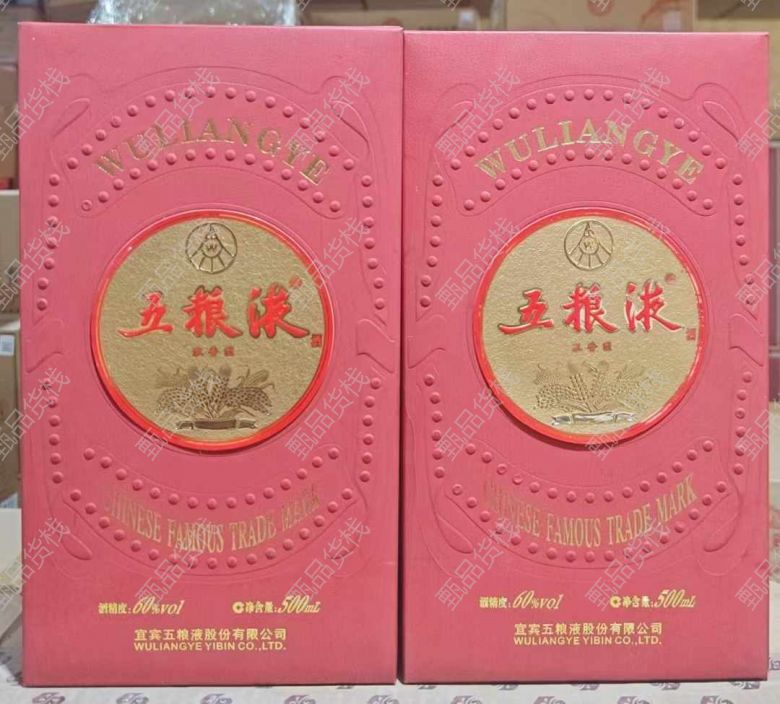 WULIANGYE
五粮液
CHINESE FAMOUS TRADE MARK
酒精度:60%vol
净含量:500mL
宜宾五粮液股份有限公司
WULIANGYE YIBIN CO.,LTD.
WULIANGYE
五粮液
CHINESE FAMOUS TRADE MARK
酒精度:60%vol
净含量:500mL
宜宾五粮液股份有限公司
WULIANGYE YIBIN CO.,LTD.
甄品货栈